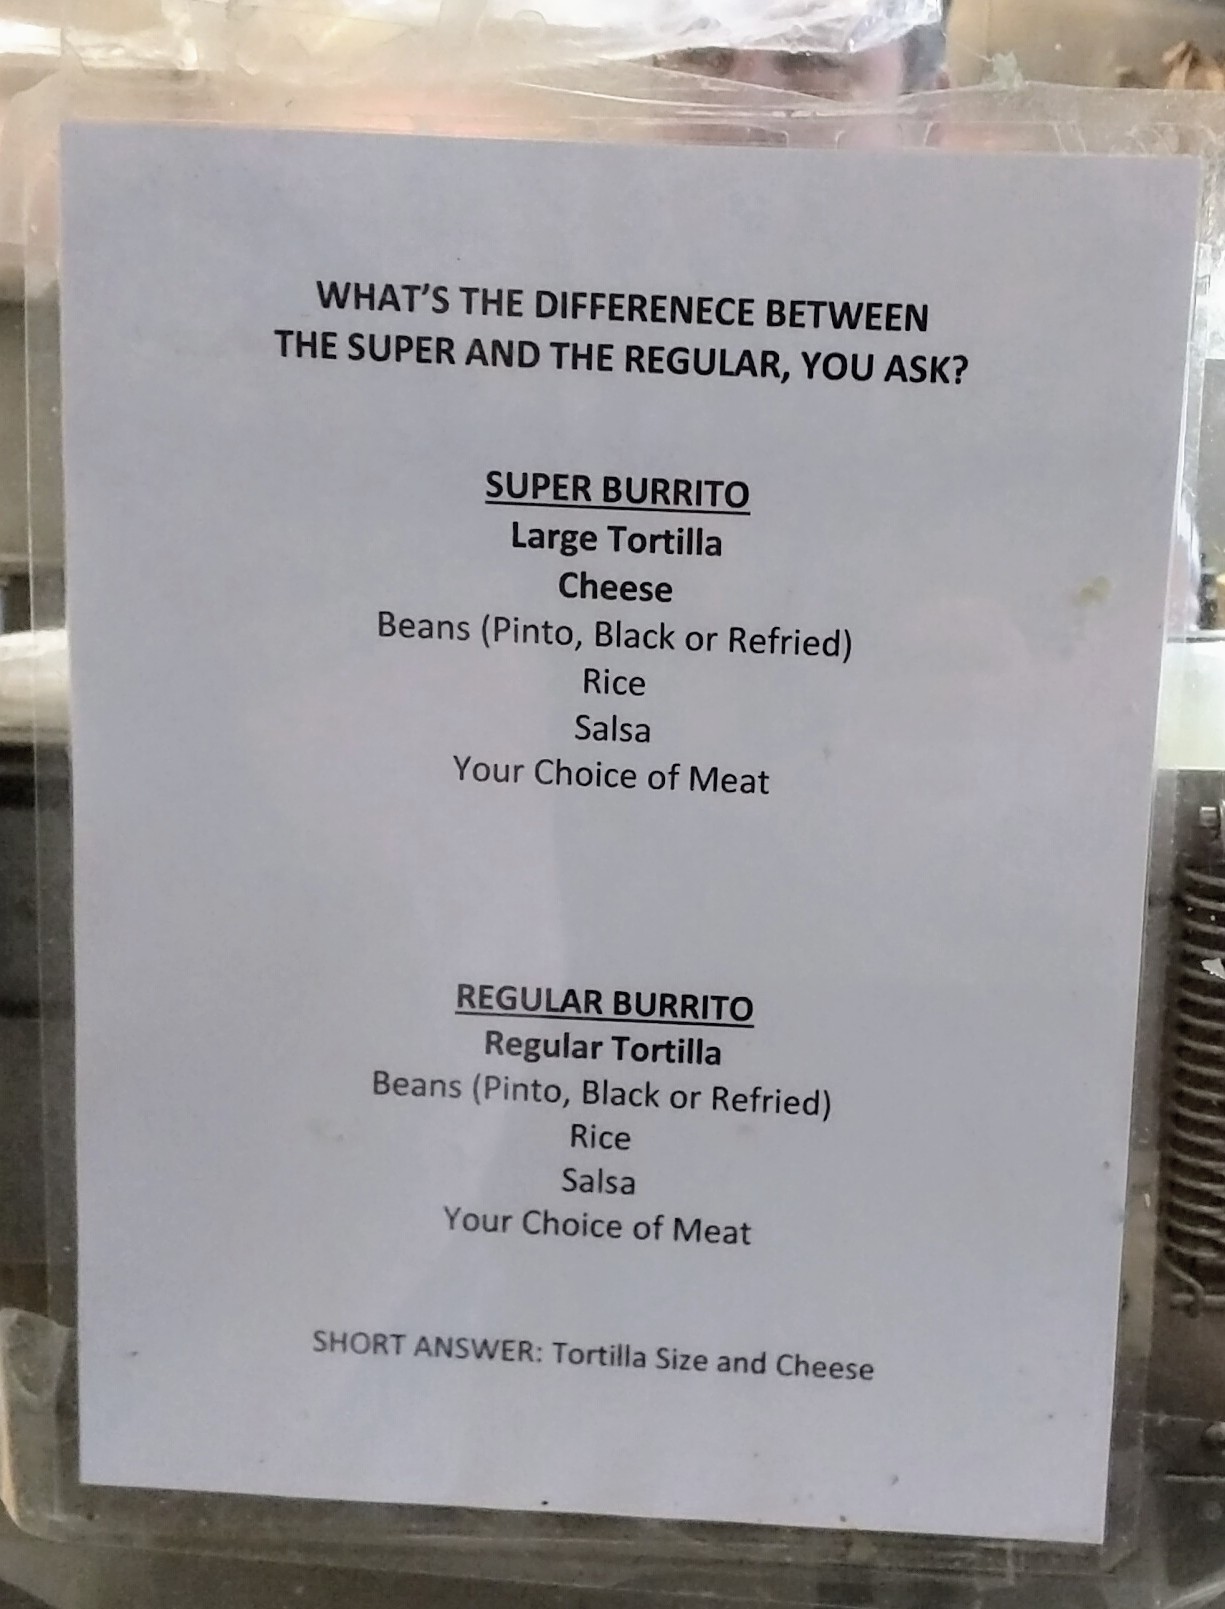 WHAT'S THE DIFFERENECE BETWEEN
THE SUPER AND THE REGULAR, YOU ASK?
SUPER BURRITO
Large Tortilla
Cheese
Beans (Pinto, Black or Refried)
Rice
Salsa
Your Choice of Meat
REGULAR BURRITO
Regular Tortilla
Beans (Pinto, Black or Refried)
Rice
Salsa
Your Choice of Meat
SHORT ANSWER: Tortilla Size and Cheese